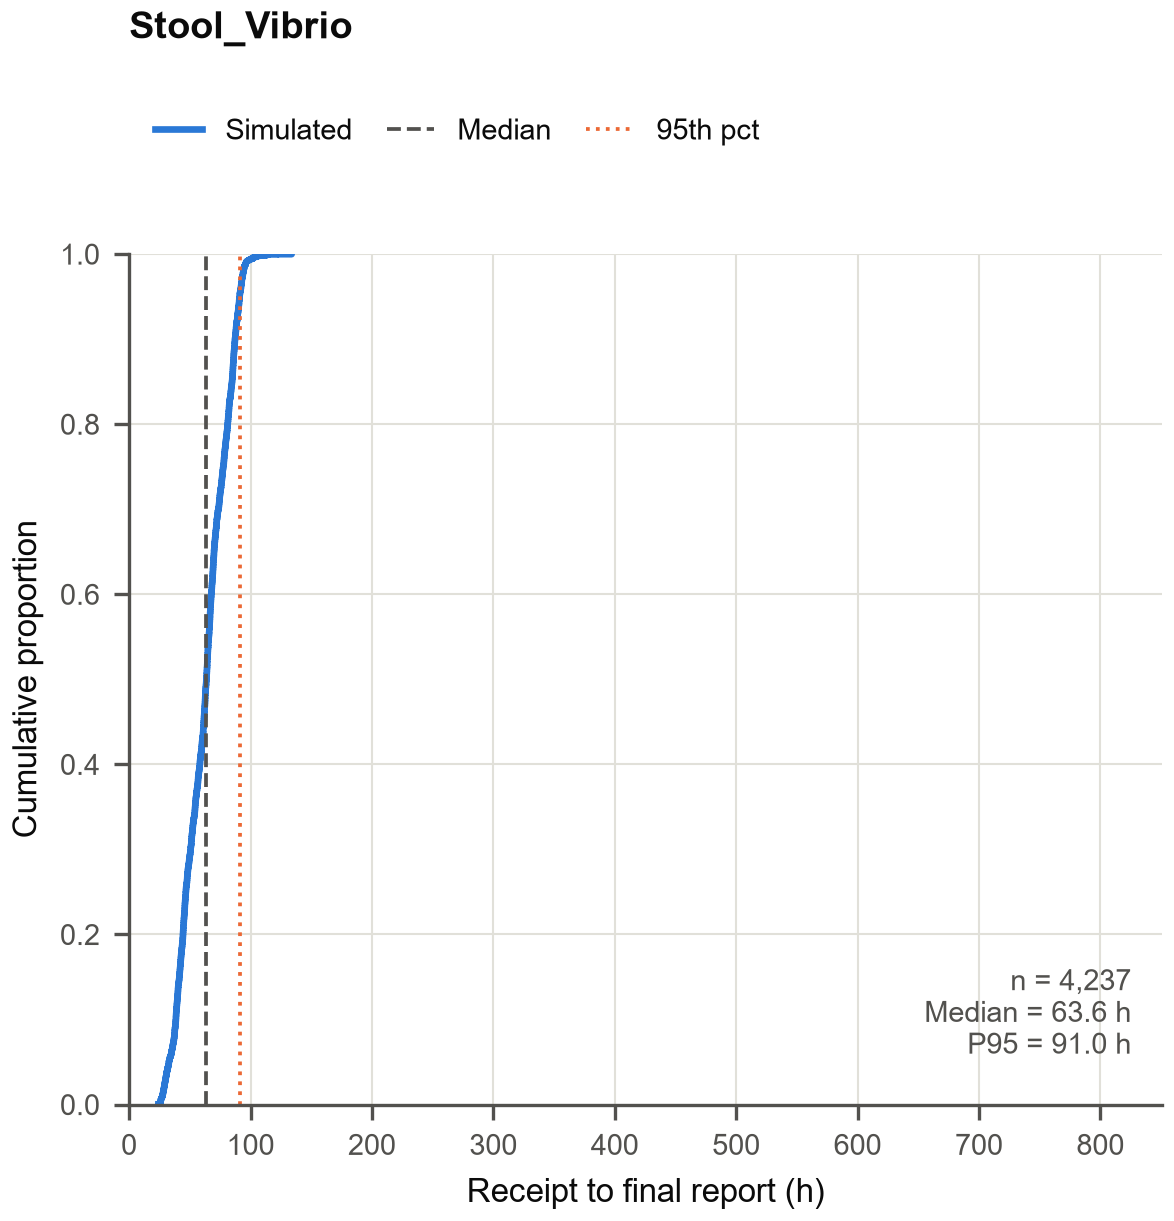 Stool_Vibrio
Simulated Median 95th pct
1.0
0.8
0.6
0.4
0.2
0.0
Cumulative proportion
n = 4,237
Median = 63.6 h
P95 = 91.0 h
0 100 200 300 400 500 600 700 800
Receipt to final report (h)